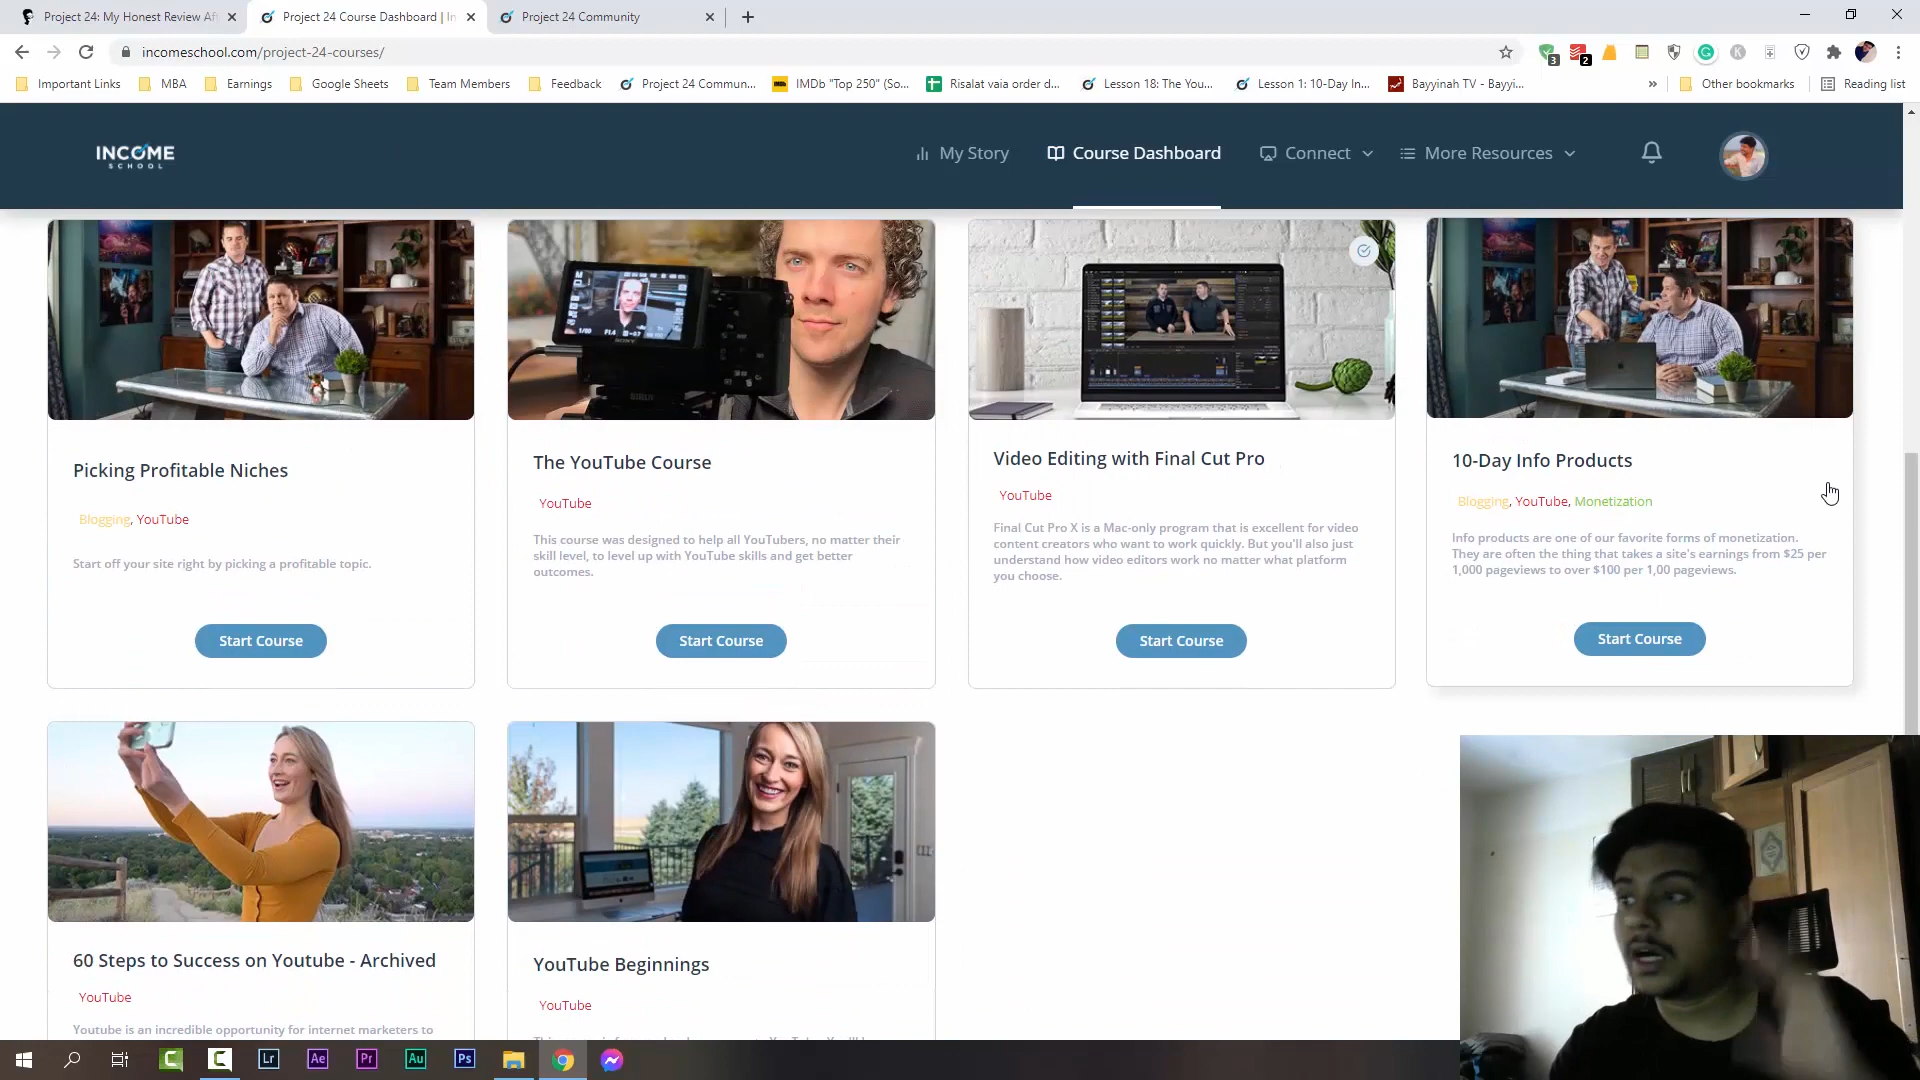 Project 24: My Honest Review Af
Project 24 Course Dashboard | In
Project 24 Community
incomeschool.com/project-24-courses/
3
2
Important Links
MBA
Earnings
Google Sheets
Team Members
Feedback
Project 24 Commun...
IMDb "Top 250" (So...
Risalat vaia order d...
Lesson 18: The You...
Lesson 1: 10-Day In...
Bayyinah TV - Bayyi...
»
Other bookmarks
Reading list
INCOME
SCHOOL
My Story
Course Dashboard
Connect
More Resources
Picking Profitable Niches
Blogging, YouTube
Start off your site right by picking a profitable topic.
Start Course
The YouTube Course
YouTube
This course was designed to help all YouTubers, no matter their
skill level, to level up with YouTube skills and get better
outcomes.
Start Course
Video Editing with Final Cut Pro
YouTube
Final Cut Pro X is a Mac-only program that is excellent for video
content creators who want to work quickly. But you'll also just
understand how video editors work no matter what platform
you choose.
Start Course
10-Day Info Products
Blogging, YouTube, Monetization
Info products are one of our favorite forms of monetization.
They are often the thing that takes a site's earnings from $25 per
1,000 pageviews to over $100 per 1,00 pageviews.
Start Course
60 Steps to Success on Youtube - Archived
YouTube
Youtube is an incredible opportunity for internet marketers to
YouTube Beginnings
YouTube
Lr
Ae
Pr
Au
Ps